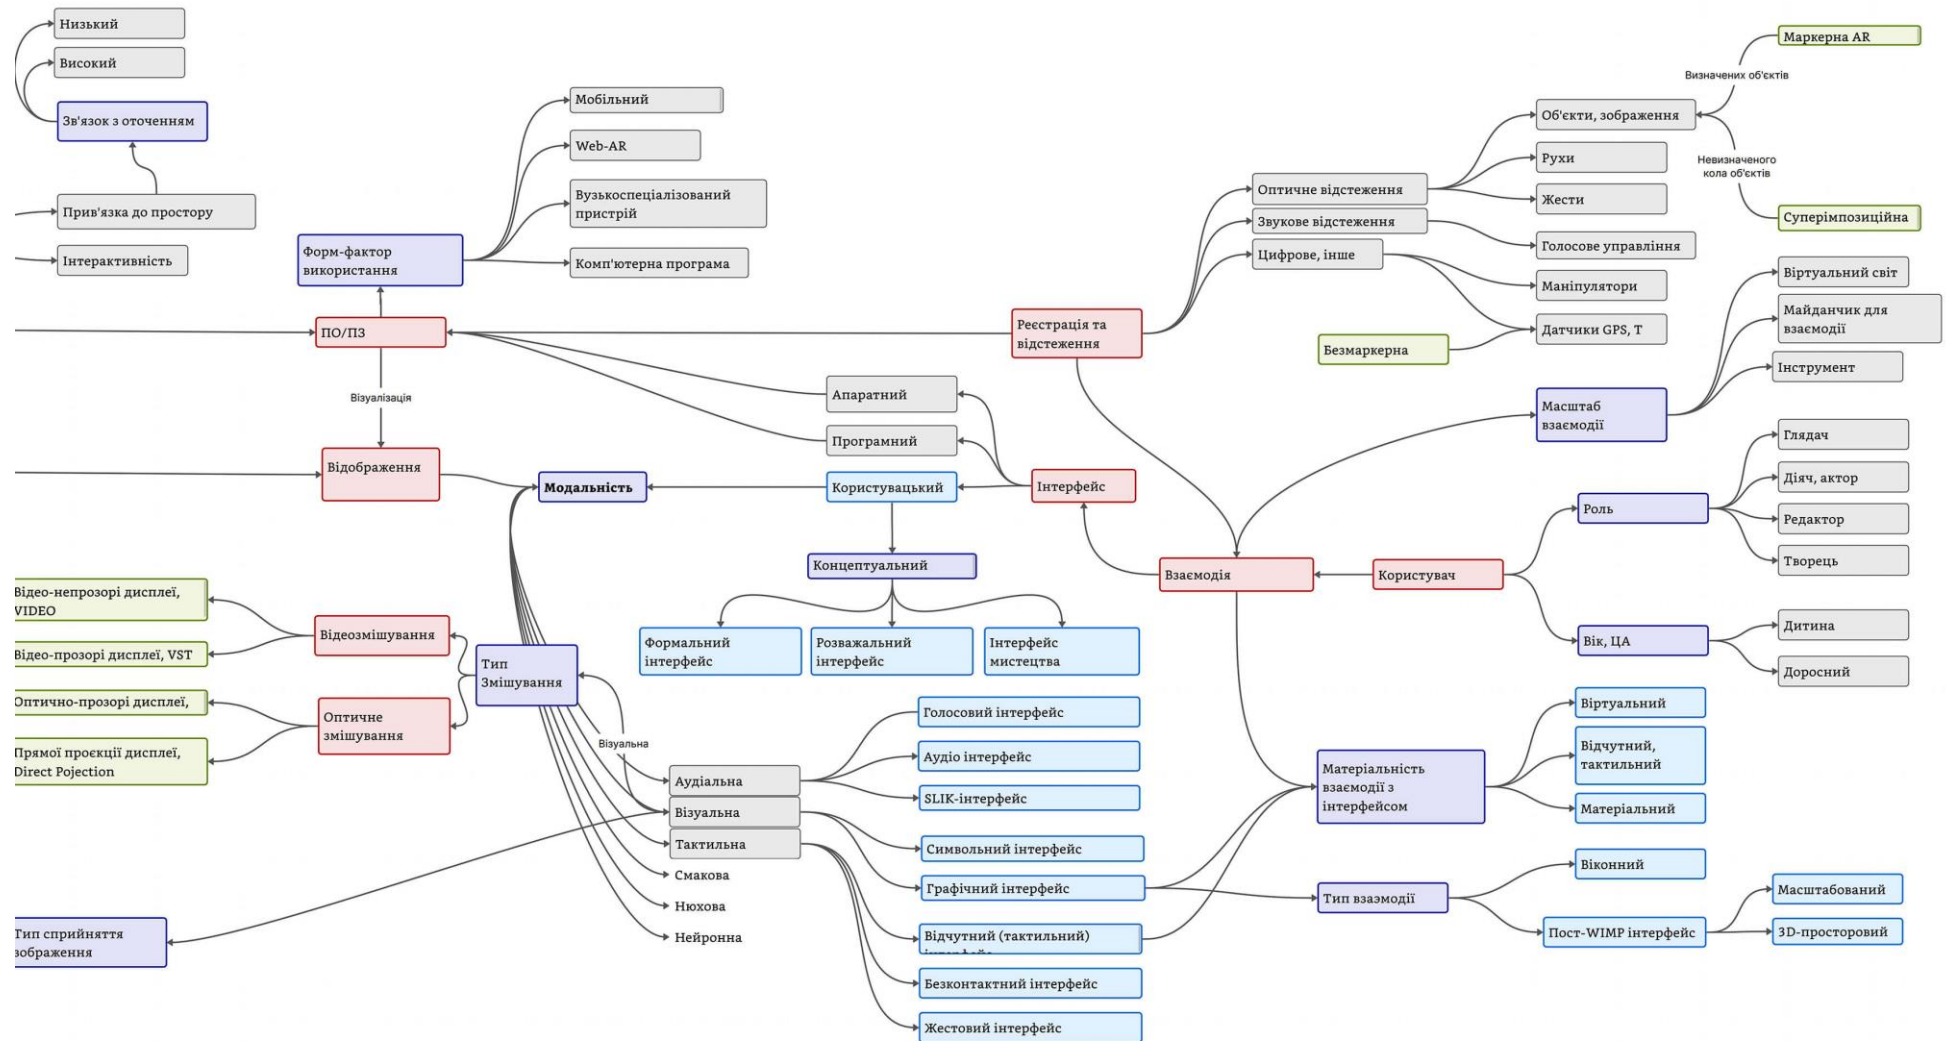 Низький
Високий
Зв'язок з оточенням
Прив'язка до простору
Інтерактивність
Мобільний
Web-AR
Вузькоспеціалізований
пристрій
Комп'ютерна програма
Форм-фактор
використання
ПО/ПЗ
Візуалізація
Відображення
Модальність
Апаратний
Програмний
Користувацький
Інтерфейс
Концептуальний
Формальний
інтерфейс
Розважальний
інтерфейс
Інтерфейс
мистецтва
Реєстрація та
відстеження
Оптичне відстеження
Звукове відстеження
Цифрове, інше
Об'єкти, зображення
Рухи
Жести
Голосове управління
Маніпулятори
Датчики GPS, T
Безмаркерна
Визначених об'єктів
Невизначеного
кола об'єктів
Маркерна AR
Суперімпозиційна
Віртуальний світ
Майданчик для
взаємодії
Інструмент
Масштаб
взаємодії
Глядач
Діяч, актор
Редактор
Творець
Роль
Взаємодія
Користувач
Вік, ЦА
Дитина
Доросний
Відео-непрозорі дисплеї,
VIDEO
Відео-прозорі дисплеї, VST
Оптично-прозорі дисплеї,
Прямої проєкції дисплеї,
Direct Pojection
Відеозмішування
Оптичне
змішування
Тип
Змішування
Візуальна
Аудіальна
Візуальна
Тактильна
Смакова
Нюхова
Нейронна
Голосовий інтерфейс
Аудіо інтерфейс
SLIK-інтерфейс
Символьний інтерфейс
Графічний інтерфейс
Відчутний (тактильний)
Безконтактний інтерфейс
Жестовий інтерфейс
Матеріальність
взаємодії з
інтерфейсом
Віртуальний
Відчутний,
тактильний
Матеріальний
Тип взаэмодії
Віконний
Пост-WIMP інтерфейс
Масштабований
3D-просторовий
Тип сприйняття
зображення